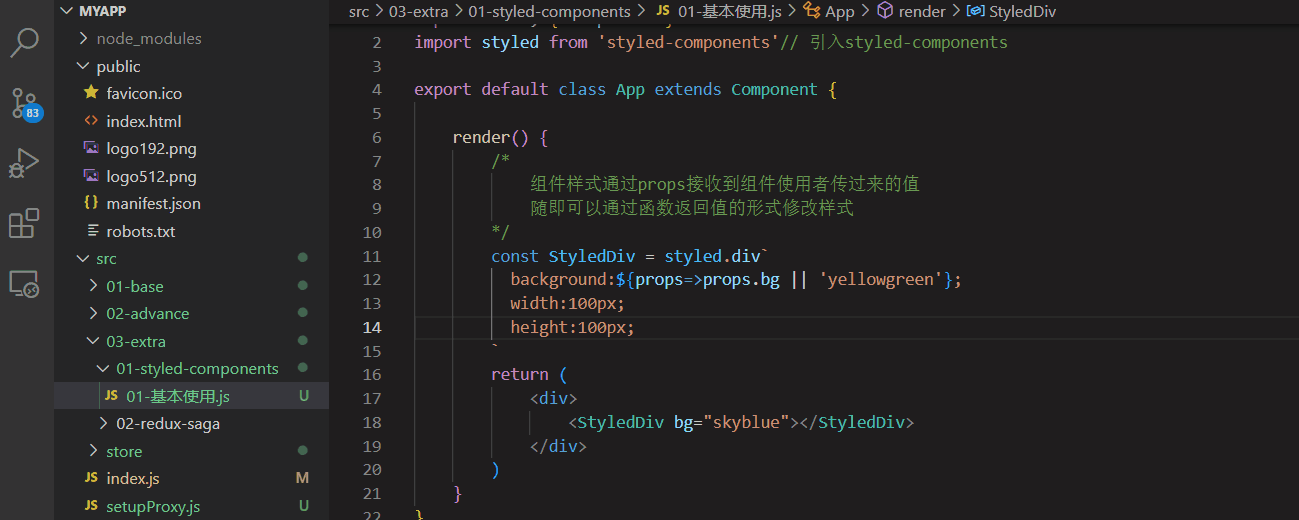 MYAPP
node_modules
public
favicon.ico
index.html
logo192.png
logo512.png
manifest.json
robots.txt
src
01-base
02-advance
03-extra
01-styled-components
JS 01-基本使用.js U
02-redux-saga
store
JS index.js M
JS setupProxy.js U
83
src > 03-extra > 01-styled-components > JS 01-基本使用.js > App > render > StyledDiv
2 import styled from 'styled-components'// 引入styled-components
3
4 export default class App extends Component {
5
6 render() {
7 /*
8 组件样式通过props接收到组件使用者传过来的值
9 随即可以通过函数返回值的形式修改样式
10 */
11 const StyledDiv = styled.div`
12 background:${props=>props.bg || 'yellowgreen'};
13 width:100px;
14 height:100px;
15 `
16 return (
17 <div>
18 <StyledDiv bg="skyblue"></StyledDiv>
19 </div>
20 )
21 }
22 }